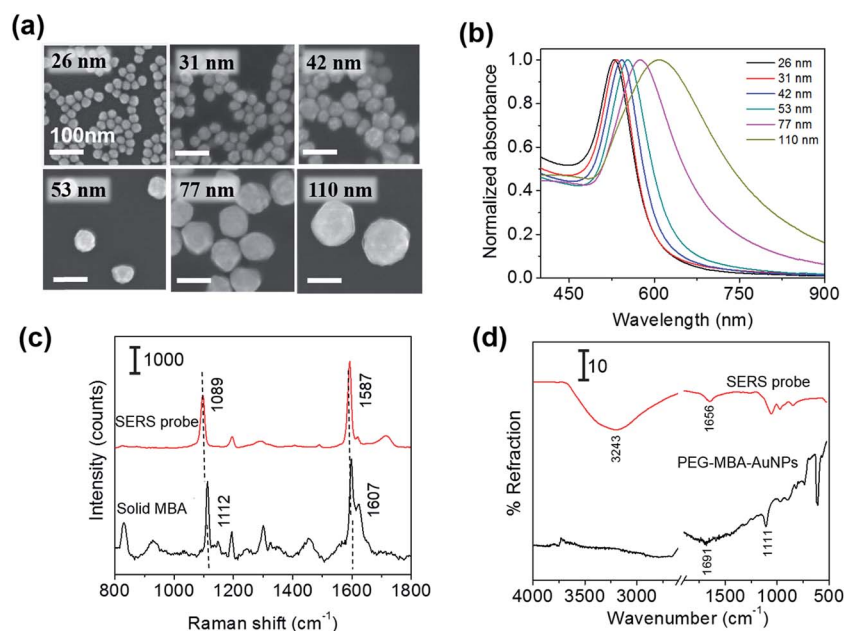 (a)
26 nm
100nm
31 nm
42 nm
53 nm
77 nm
110 nm
(b)
Normalized absorbance
1.0
0.8
0.6
0.4
0.2
0.0
450 600 750 900
Wavelength (nm)
26 nm
31 nm
42 nm
53 nm
77 nm
110 nm
(c)
Intensity (counts)
1000
1089
1587
SERS probe
Solid MBA
1112
1607
800 1000 1200 1400 1600 1800
Raman shift (cm-1)
(d)
% Refraction
10
SERS probe
3243
1656
PEG-MBA-AuNPs
1691
1111
4000 3500 3000 1500 1000 500
Wavenumber (cm-1)